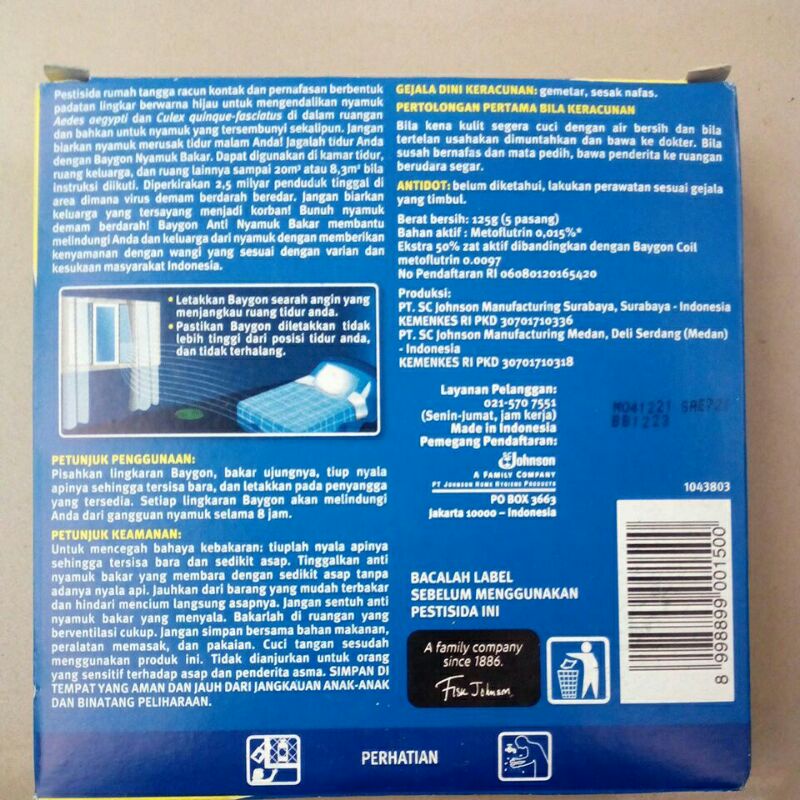 Pestisida rumah tangga racun kontak dan pernafasan berbentuk
padatan lingkar berwarna hijau untuk mengendalikan nyamuk
Aedes aegypti dan Culex quinque-fasciatus di dalam ruangan
dan bahkan untuk nyamuk yang tersembunyi sekalipun. Jangan
biarkan nyamuk merusak tidur malam Anda! Jagalah tidur Anda
dengan Baygon Nyamuk Bakar. Dapat digunakan di kamar tidur,
ruang keluarga, dan ruang lainnya sampai 20m³ atau 8,3m² bila
instruksi diikuti. Diperkirakan 2,5 milyar penduduk tinggal di
area dimana virus demam berdarah beredar. Jangan biarkan
keluarga yang tersayang menjadi korban! Bunuh nyamuk
demam berdarah! Baygon Anti Nyamuk Bakar membantu
melindungi Anda dan keluarga dari nyamuk dengan memberikan
kenyamanan dengan wangi yang sesuai dengan varian dan
kesukaan masyarakat Indonesia.
• Letakkan Baygon searah angin yang
menjangkau ruang tidur anda.
• Pastikan Baygon diletakkan tidak
lebih tinggi dari posisi tidur anda,
dan tidak terhalang.
PETUNJUK PENGGUNAAN:
Pisahkan lingkaran Baygon, bakar ujungnya, tiup nyala
apinya sehingga tersisa bara, dan letakkan pada penyangga
yang tersedia. Setiap lingkaran Baygon akan melindungi
Anda dari gangguan nyamuk selama 8 jam.
PETUNJUK KEAMANAN:
Untuk mencegah bahaya kebakaran: tiuplah nyala apinya
sehingga tersisa bara dan sedikit asap. Tinggalkan anti
nyamuk bakar yang membara dengan sedikit asap tanpa
adanya nyala api. Jauhkan dari barang yang mudah terbakar
dan hindari mencium langsung asapnya. Jangan sentuh anti
nyamuk bakar yang menyala. Bakarlah di ruangan yang
berventilasi cukup. Jangan simpan bersama bahan makanan,
peralatan memasak, dan pakaian. Cuci tangan sesudah
menggunakan produk ini. Tidak dianjurkan untuk orang
yang sensitif terhadap asap dan penderita asma. SIMPAN DI
TEMPAT YANG AMAN DAN JAUH DARI JANGKAUAN ANAK-ANAK
DAN BINATANG PELIHARAAN.
GEJALA DINI KERACUNAN: gemetar, sesak nafas.
PERTOLONGAN PERTAMA BILA KERACUNAN
Bila kena kulit segera cuci dengan air bersih dan bila
tertelan usahakan dimuntahkan dan bawa ke dokter. Bila
susah bernafas dan mata pedih, bawa penderita ke ruangan
berudara segar.
ANTIDOT: belum diketahui, lakukan perawatan sesuai gejala
yang timbul.
Berat bersih: 125g (5 pasang)
Bahan aktif : Metoflutrin 0,015%*
Ekstra 50% zat aktif dibandingkan dengan Baygon Coil
metoflutrin 0.0097
No Pendaftaran RI 06080120165420
Produksi:
PT. SC Johnson Manufacturing Surabaya, Surabaya - Indonesia
KEMENKES RI PKD 30701710336
PT. SC Johnson Manufacturing Medan, Deli Serdang (Medan)
- Indonesia
KEMENKES RI PKD 30701710318
Layanan Pelanggan:
021-570 7551
(Senin-Jumat, jam kerja)
Made in Indonesia
Pemegang Pendaftaran:
SC Johnson
A FAMILY COMPANY
PT JOHNSON HOME HYGIENE PRODUCTS
PO BOX 3663
Jakarta 10000 – Indonesia
M041221
BB1223
1043803
BACALAH LABEL
SEBELUM MENGGUNAKAN
PESTISIDA INI
A family company
since 1886.
Fisk Johnson
8 998899 001500
PERHATIAN